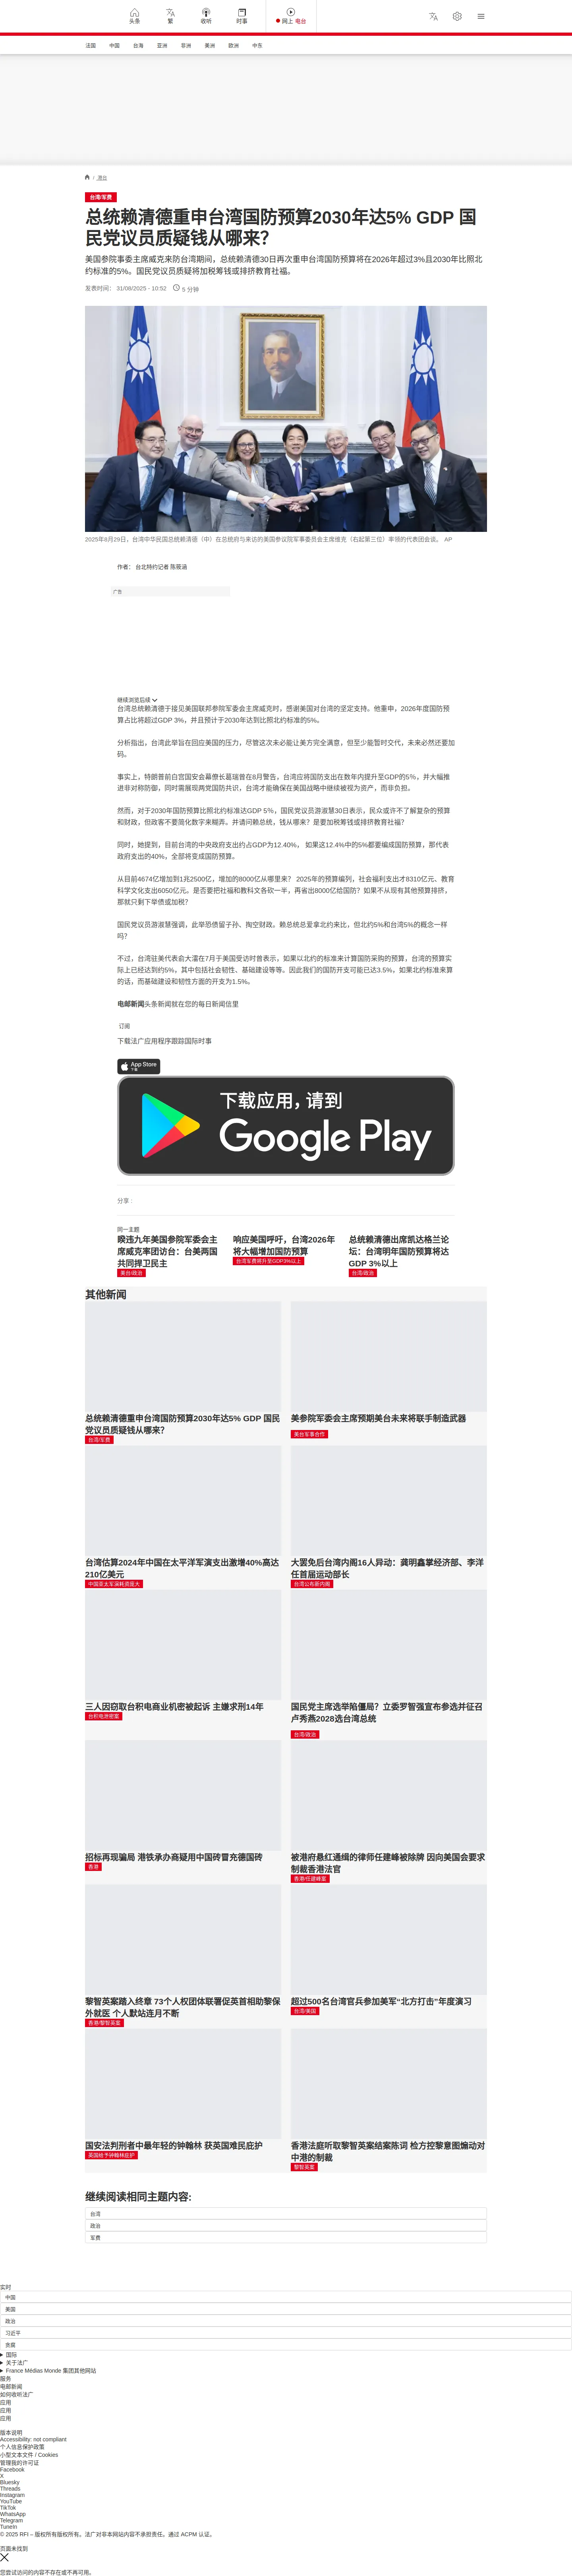 头条
繁
收听
时事
网上 电台
法国
中国
台海
亚洲
非洲
美洲
欧洲
中东
/ 港台
台湾/军费
总统赖清德重申台湾国防预算2030年达5% GDP 国
民党议员质疑钱从哪来？
美国参院军事委主席威克来防台湾期间，总统赖清德30日再次重申台湾国防预算将在2026年超过3%且2030年比照北
约标准的5%。国民党议员质疑将加税筹钱或排挤教育社福。
发表时间： 31/08/2025 - 10:52
5 分钟
2025年8月29日，台湾中华民国总统赖清德（中）在总统府与来访的美国参议院军事委员会主席维克（右起第三位）率领的代表团会谈。 AP
作者： 台北特约记者 陈筱涵
广告
继续浏览后续
台湾总统赖清德于接见美国联邦参院军委会主席威克时，感谢美国对台湾的坚定支持。他重申，2026年度国防预
算占比将超过GDP 3%，并且预计于2030年达到比照北约标准的5%。
分析指出，台湾此举旨在回应美国的压力，尽管这次未必能让美方完全满意，但至少能暂时交代，未来必然还要加
码。
事实上，特朗普前白宫国安会幕僚长葛瑞普在8月警告，台湾应将国防支出在数年内提升至GDP的5%，并大幅推
进非对称防御，同时需展现两党国防共识，台湾才能确保在美国战略中继续被视为资产，而非负担。
然而，对于2030年国防预算比照北约标准达GDP 5%，国民党议员游淑慧30日表示，民众或许不了解复杂的预算
和财政，但政客不要简化数字来糊弄。并请问赖总统，钱从哪来？是要加税筹钱或排挤教育社福？
同时，她提到，目前台湾的中央政府支出约占GDP为12.40%。 如果这12.4%中的5%都要编成国防预算，那代表
政府支出的40%，全部将变成国防预算。
从目前4674亿增加到1兆2500亿，增加的8000亿从哪里来？ 2025年的预算编列，社会福利支出才8310亿元、教育
科学文化支出6050亿元。是否要把社福和教科文各砍一半，再省出8000亿给国防？如果不从现有其他预算排挤，
那就只剩下举债或加税？
国民党议员游淑慧强调，此举恐债留子孙、掏空财政。赖总统总爱拿北约来比，但北约5%和台湾5%的概念一样
吗？
不过，台湾驻美代表俞大㵢在7月于美国受访时曾表示，如果以北约的标准来计算国防采购的预算，台湾的预算实
际上已经达到约5%，其中包括社会韧性、基础建设等等。因此我们的国防开支可能已达3.5%，如果北约标准来算
的话，而基础建设和韧性方面的开支为1.5%。
电邮新闻头条新闻就在您的每日新闻信里
订阅
下载法广应用程序跟踪国际时事
App Store
下载
下载应用，请到
Google Play
分享 :
同一主题
睽违九年美国参院军委会主
席威克率团访台：台美两国
共同捍卫民主
美台/政治
响应美国呼吁，台湾2026年
将大幅增加国防预算
台湾军费将升至GDP3%以上
总统赖清德出席凯达格兰论
坛：台湾明年国防预算将达
GDP 3%以上
台湾/政治
其他新闻
总统赖清德重申台湾国防预算2030年达5% GDP 国民
党议员质疑钱从哪来？
台湾/军费
美参院军委会主席预期美台未来将联手制造武器
美台军事合作
台湾估算2024年中国在太平洋军演支出激增40%高达
210亿美元
中国亚太军演耗资庞大
大罢免后台湾内阁16人异动：龚明鑫掌经济部、李洋
任首届运动部长
台湾公布新内阁
三人因窃取台积电商业机密被起诉 主嫌求刑14年
台积电泄密案
国民党主席选举陷僵局？立委罗智强宣布参选并征召
卢秀燕2028选台湾总统
台湾/政治
招标再现骗局 港铁承办商疑用中国砖冒充德国砖
香港
被港府悬红通缉的律师任建峰被除牌 因向美国会要求
制裁香港法官
香港/任建峰案
黎智英案踏入终章 73个人权团体联署促英首相助黎保
外就医 个人默站连月不断
香港/黎智英案
超过500名台湾官兵参加美军“北方打击”年度演习
台湾/美国
国安法判刑者中最年轻的钟翰林 获英国难民庇护
英国给予钟翰林庇护
香港法庭听取黎智英案结案陈词 检方控黎意图煽动对
中港的制裁
黎智英案
继续阅读相同主题内容:
台湾
政治
军费
实时
中国
美国
政治
习近平
贪腐
国际
关于法广
France Médias Monde 集团其他网站
服务
电邮新闻
如何收听法广
应用
应用
应用
版本说明
Accessibility: not compliant
个人信息保护政策
小型文本文件 / Cookies
管理我的许可证
Facebook
X
Bluesky
Threads
Instagram
YouTube
TikTok
WhatsApp
Telegram
TuneIn
© 2025 RFI – 版权所有版权所有。法广对非本网站内容不承担责任。通过 ACPM 认证。
页面未找到
您尝试访问的内容不存在或不再可用。